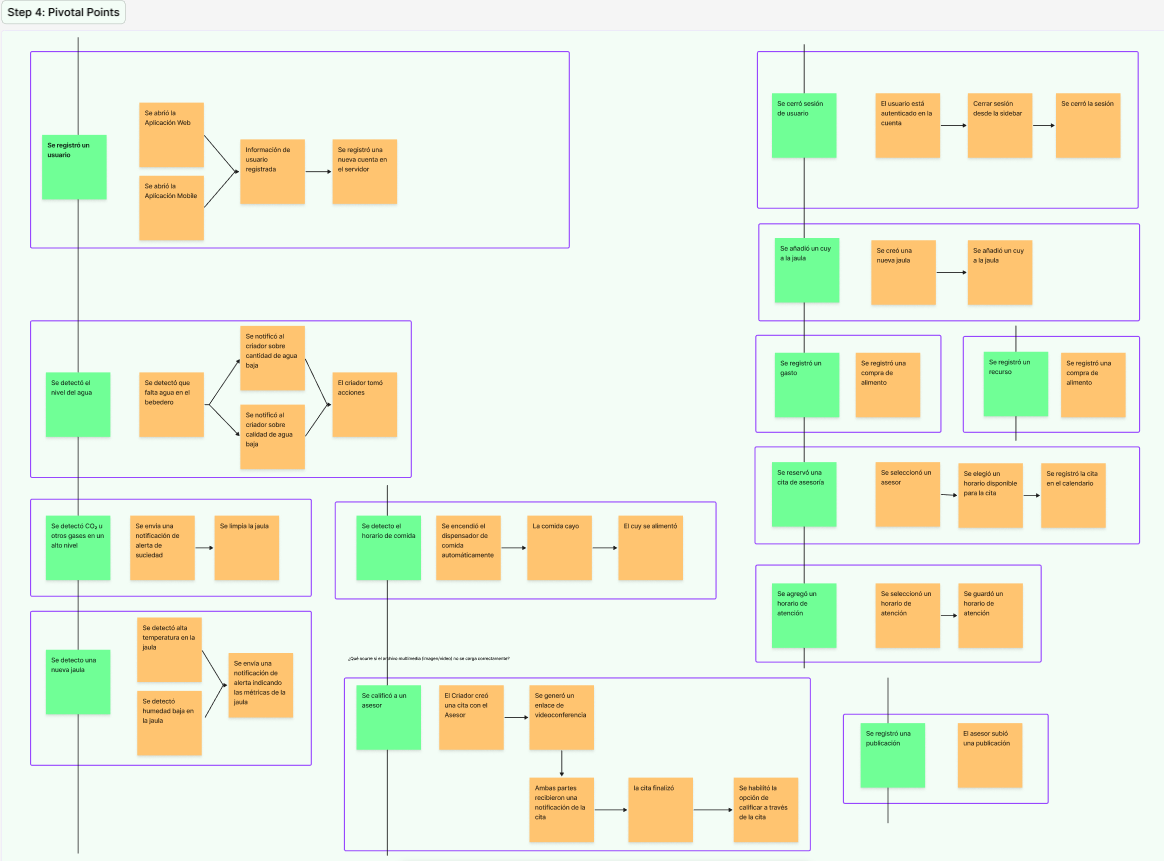 Step 4: Pivotal Points
Se registró un
usuario
Se abrió la
Aplicación Web
Se abrió la
Aplicación Mobile
Información de
usuario
registrada
Se registró una
nueva cuenta en
el servidor
Se detectó el
nivel del agua
Se detectó que
falta agua en el
bebedero
Se notificó al
criador sobre
cantidad de agua
baja
Se notificó al
criador sobre
calidad de agua
baja
El criador tomó
acciones
Se detectó CO₂ u
otros gases en un
alto nivel
Se envía una
notificación de
alerta de
suciedad
Se limpia la jaula
Se detecto una
nueva jaula
Se detectó alta
temperatura en la
jaula
Se detectó
humedad baja en
la jaula
Se envia una
notificación de
alerta indicando
las métricas de la
jaula
Se detecto el
horario de comida
Se encendió el
dispensador de
comida
automáticamente
La comida cayo
El cuy se alimentó
¿Qué ocurre si el archivo multimedia (imagen/video) no se carga correctamente?
Se calificó a un
asesor
El Criador creó
una cita con el
Asesor
Se generó un
enlace de
videoconferencia
Ambas partes
recibieron una
notificación de la
cita
la cita finalizó
Se habilitó la
opción de
calificar a través
de la cita
Se cerró sesión
de usuario
El usuario está
autenticado en la
cuenta
Cerrar sesión
desde la sidebar
Se cerró la sesión
Se añadió un cuy
a la jaula
Se creó una
nueva jaula
Se añadió un cuy
a la jaula
Se registró un
gasto
Se registró una
compra de
alimento
Se registró un
recurso
Se registró una
compra de
alimento
Se reservó una
cita de asesoría
Se seleccionó un
asesor
Se elegió un
horario disponible
para la cita
Se registró la cita
en el calendario
Se agregó un
horario de
atención
Se seleccionó un
horario de
atención
Se guardó un
horario de
atención
Se registró una
publicación
El asesor subió
una publicación